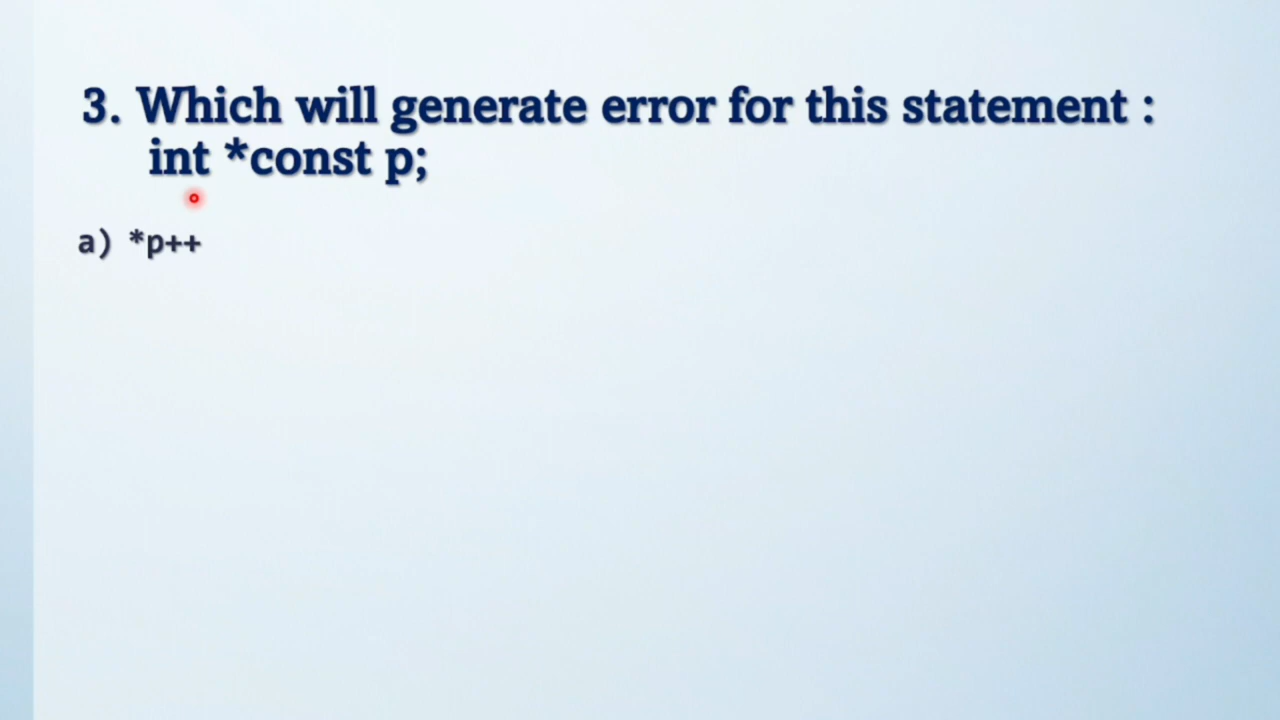 3. Which will generate error for this statement :
int *const p;
a) *p++